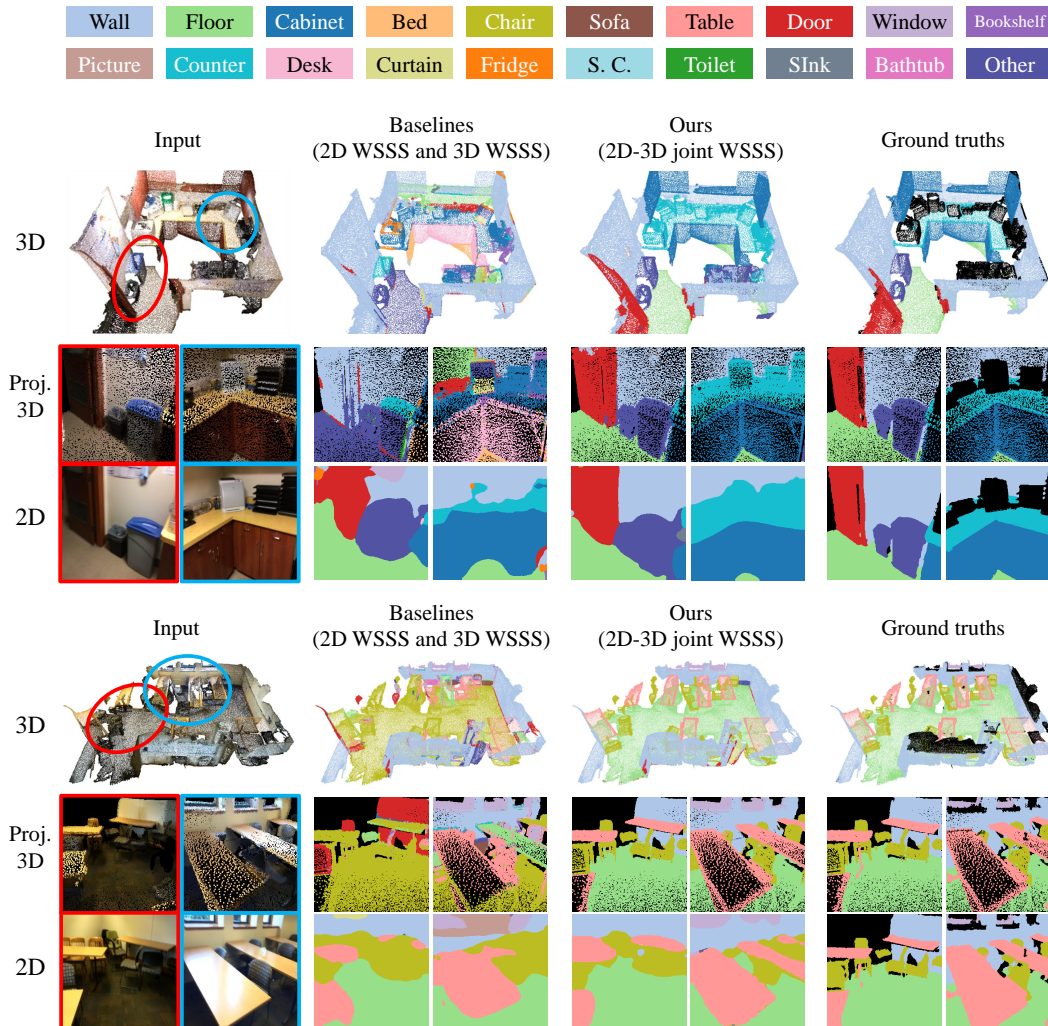 Wall Floor Cabinet Bed Chair Sofa Table Door Window Bookshelf
Picture Counter Desk Curtain Fridge S. C. Toilet SInk Bathtub Other
Input
Baselines
(2D WSSS and 3D WSSS)
Ours
(2D-3D joint WSSS)
Ground truths
3D
Proj.
3D
2D
Input
Baselines
(2D WSSS and 3D WSSS)
Ours
(2D-3D joint WSSS)
Ground truths
3D
Proj.
3D
2D